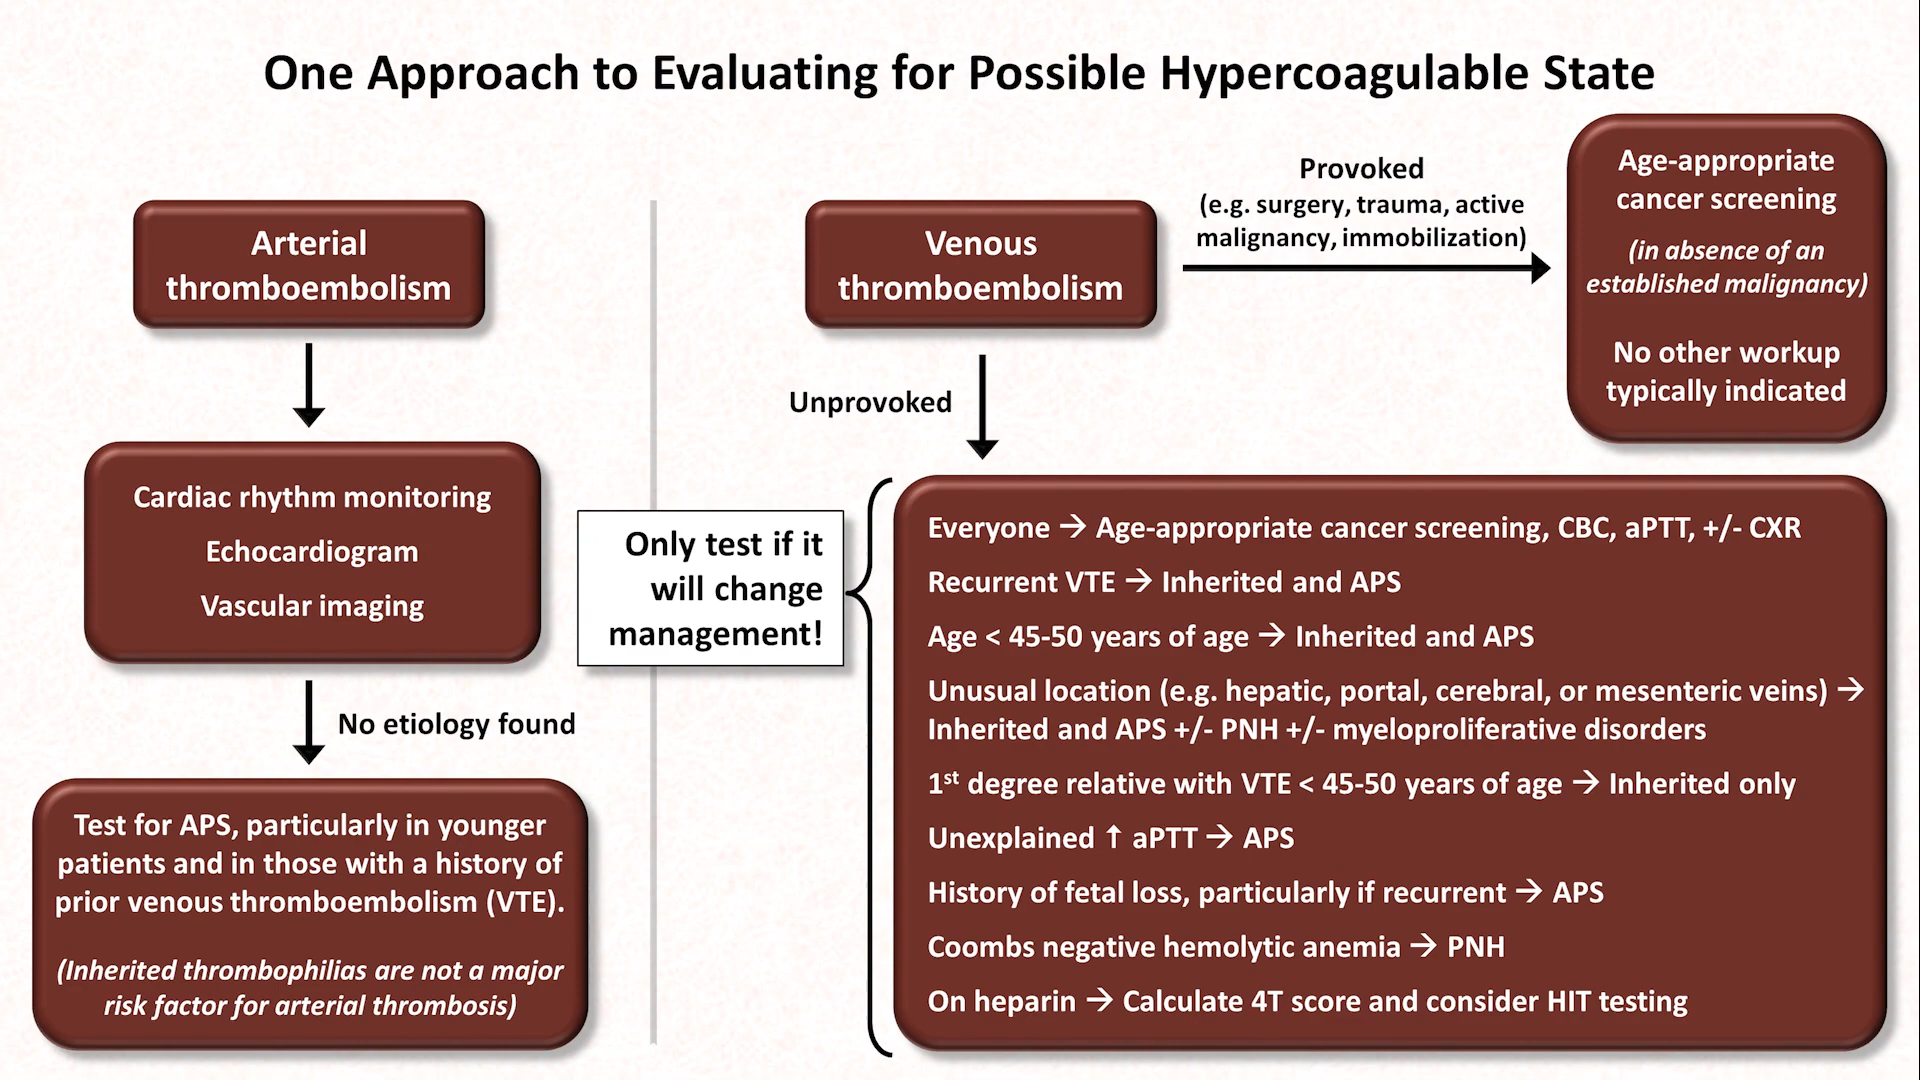 One Approach to Evaluating for Possible Hypercoagulable State
Arterial
thromboembolism
Cardiac rhythm monitoring
Echocardiogram
Vascular imaging
No etiology found
Test for APS, particularly in younger
patients and in those with a history of
prior venous thromboembolism (VTE).
(Inherited thrombophilias are not a major
risk factor for arterial thrombosis)
Venous
thromboembolism
Provoked
(e.g. surgery, trauma, active
malignancy, immobilization)
Age-appropriate
cancer screening
(in absence of an
established malignancy)
No other workup
typically indicated
Unprovoked
Only test if it
will change
management!
Everyone → Age-appropriate cancer screening, CBC, aPTT, +/- CXR
Recurrent VTE → Inherited and APS
Age < 45-50 years of age → Inherited and APS
Unusual location (e.g. hepatic, portal, cerebral, or mesenteric veins) →
Inherited and APS +/- PNH +/- myeloproliferative disorders
1st degree relative with VTE < 45-50 years of age → Inherited only
Unexplained ↑ aPTT → APS
History of fetal loss, particularly if recurrent → APS
Coombs negative hemolytic anemia → PNH
On heparin → Calculate 4T score and consider HIT testing